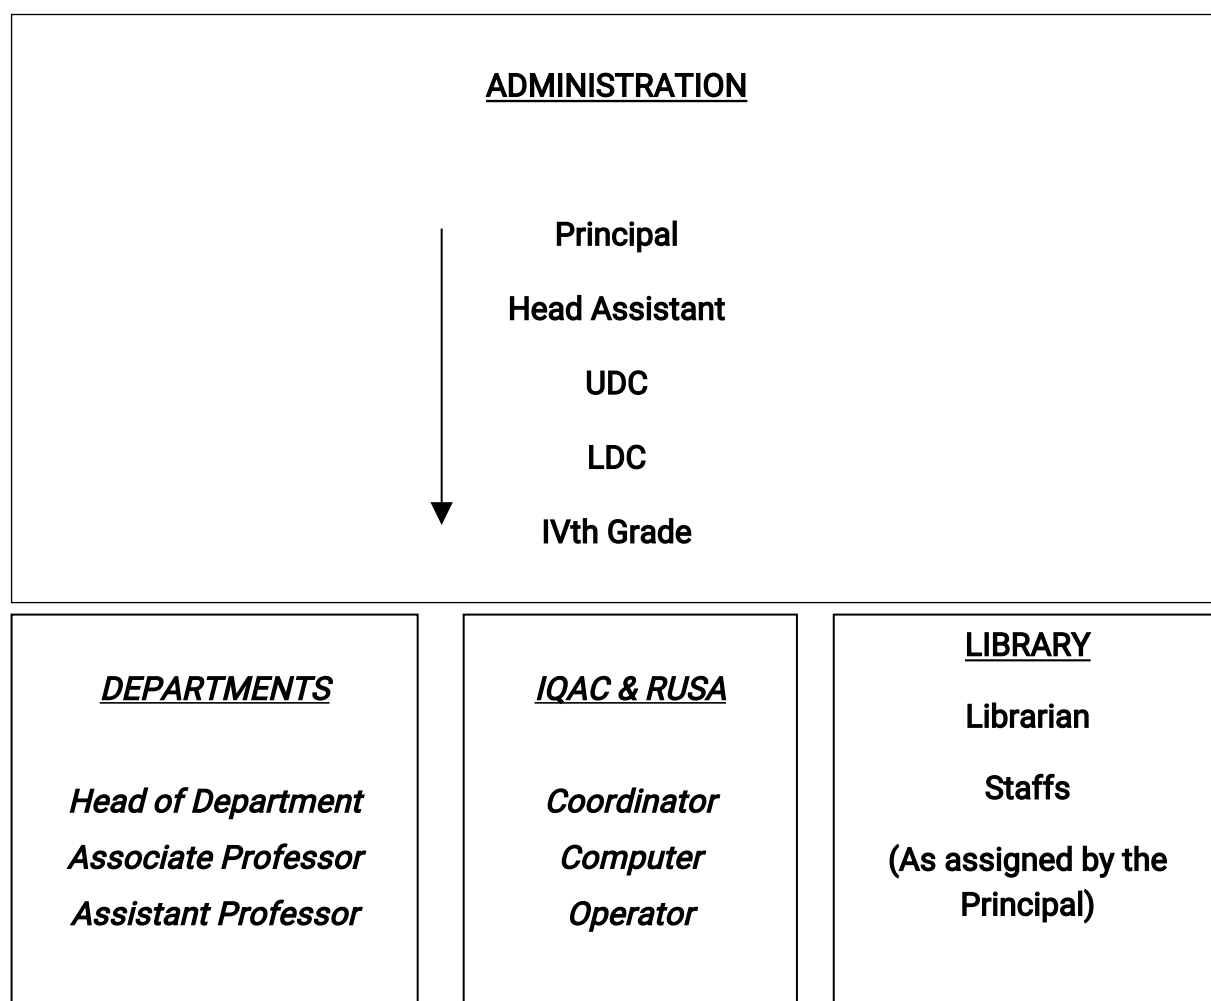 ADMINISTRATION
Principal
Head Assistant
UDC
LDC
IVth Grade
DEPARTMENTS
Head of Department
Associate Professor
Assistant Professor
IQAC & RUSA
Coordinator
Computer
Operator
LIBRARY
Librarian
Staffs
(As assigned by the
Principal)